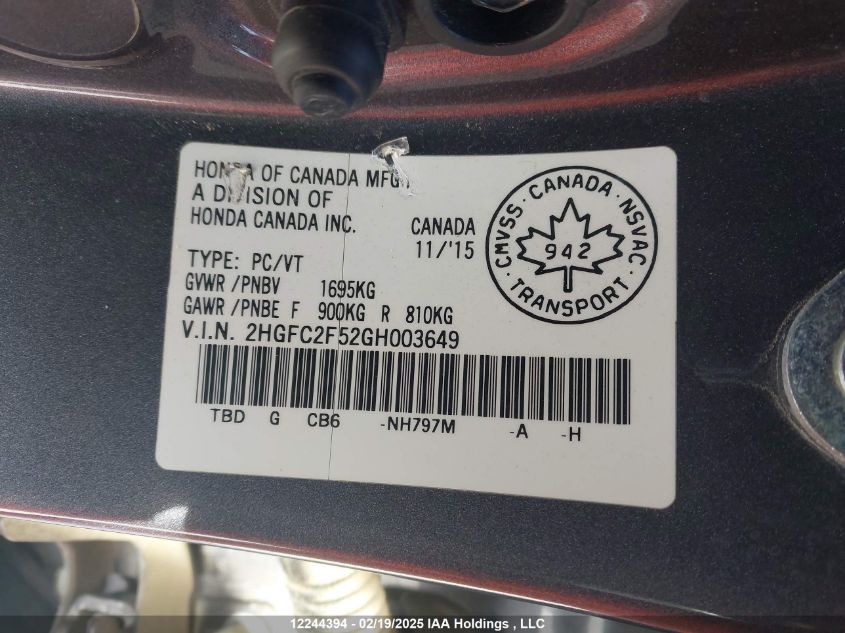 HONDA OF CANADA MFG.
A DIVISION OF
HONDA CANADA INC.
CANADA
11/'15
TYPE: PC/VT
GVWR /PNBV 1695KG
GAWR /PNBE F 900KG R 810KG
V.I.N. 2HGFC2F52GH003649
TBD G CB6 -NH797M -A -H
CMVSS · CANADA · NSVAC · TRANSPORT ·
942
12244394 - 02/19/2025 IAA Holdings , LLC